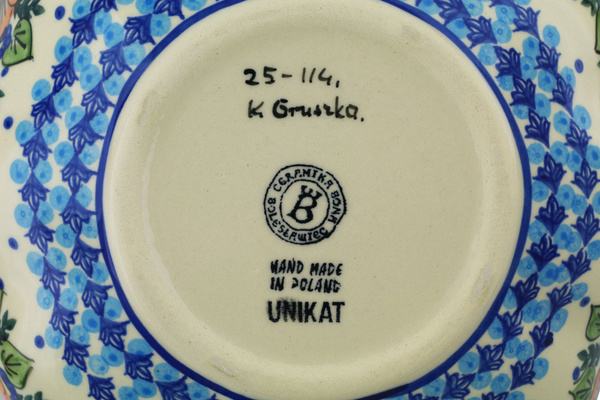 25-114.
K. Gruszka.
CERAMIKA BONA
B
BOLESŁAWIEC
HAND MADE
IN POLAND
UNIKAT